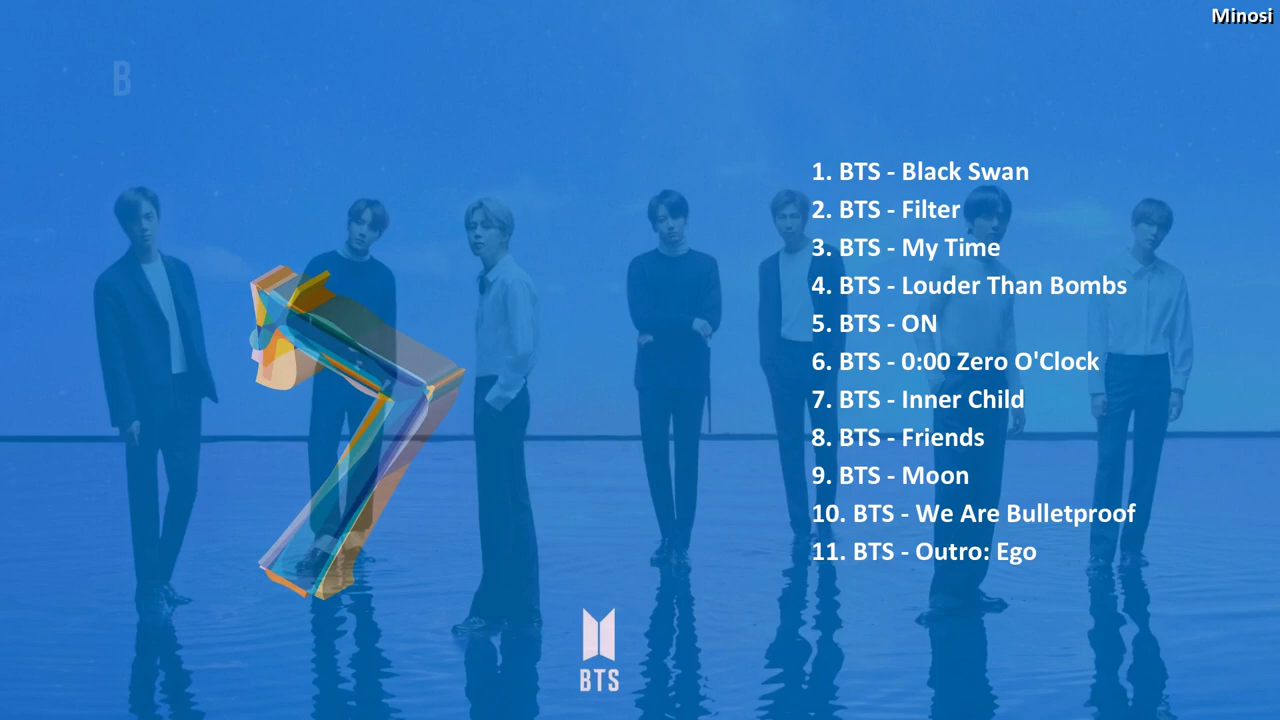 Minosi
B
1. BTS - Black Swan
2. BTS - Filter
3. BTS - My Time
4. BTS - Louder Than Bombs
5. BTS - ON
6. BTS - 0:00 Zero O'Clock
7. BTS - Inner Child
8. BTS - Friends
9. BTS - Moon
10. BTS - We Are Bulletproof
11. BTS - Outro: Ego
7
BTS